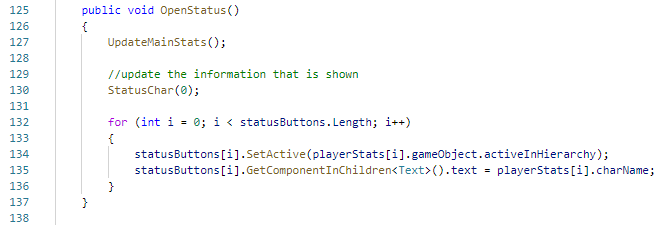 125 public void OpenStatus()
126 {
127 UpdateMainStats();
128
129 //update the information that is shown
130 StatusChar(0);
131
132 for (int i = 0; i < statusButtons.Length; i++)
133 {
134 statusButtons[i].SetActive(playerStats[i].gameObject.activeInHierarchy);
135 statusButtons[i].GetComponentInChildren<Text>().text = playerStats[i].charName;
136 }
137 }
138